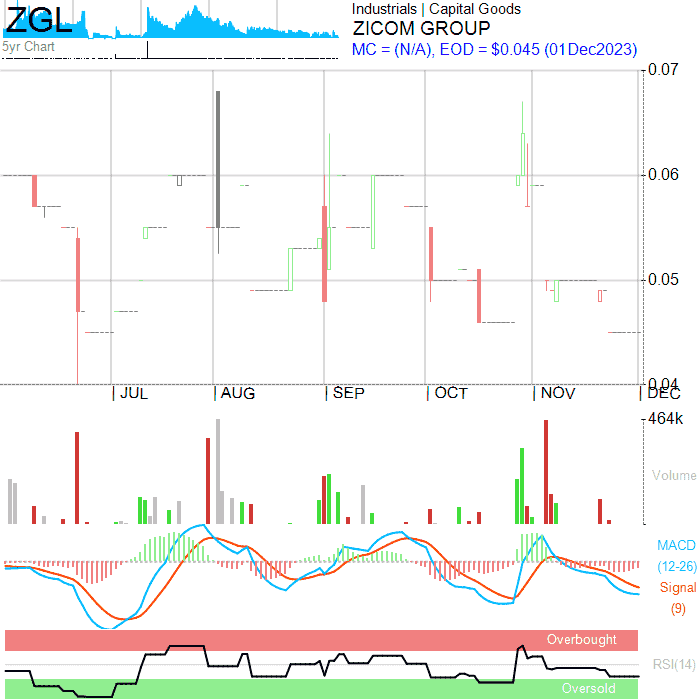 ZGL
5yr Chart
Industrials | Capital Goods
ZICOM GROUP
MC = (N/A), EOD = $0.045 (01Dec2023)
0.07
0.06
0.05
0.04
JUL
AUG
SEP
OCT
NOV
DEC
464k
Volume
MACD
(12-26)
Signal
(9)
Overbought
RSI(14)
Oversold